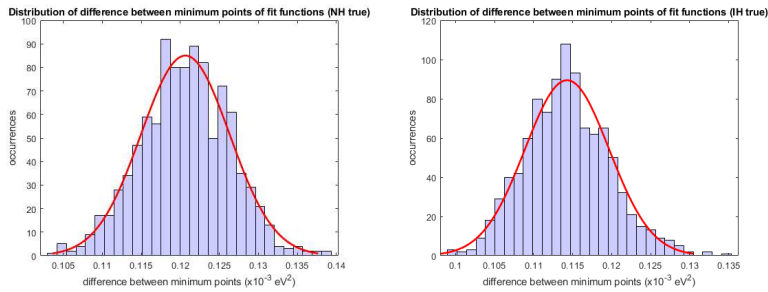 Distribution of difference between minimum points of fit functions (NH true)
100
90
80
70
60
50
40
30
20
10
0
occurrences
0.105 0.11 0.115 0.12 0.125 0.13 0.135 0.14
difference between minimum points (x10⁻³ eV²)
Distribution of difference between minimum points of fit functions (IH true)
120
100
80
60
40
20
0
occurrences
0.1 0.105 0.11 0.115 0.12 0.125 0.13 0.135
difference between minimum points (x10⁻³ eV²)